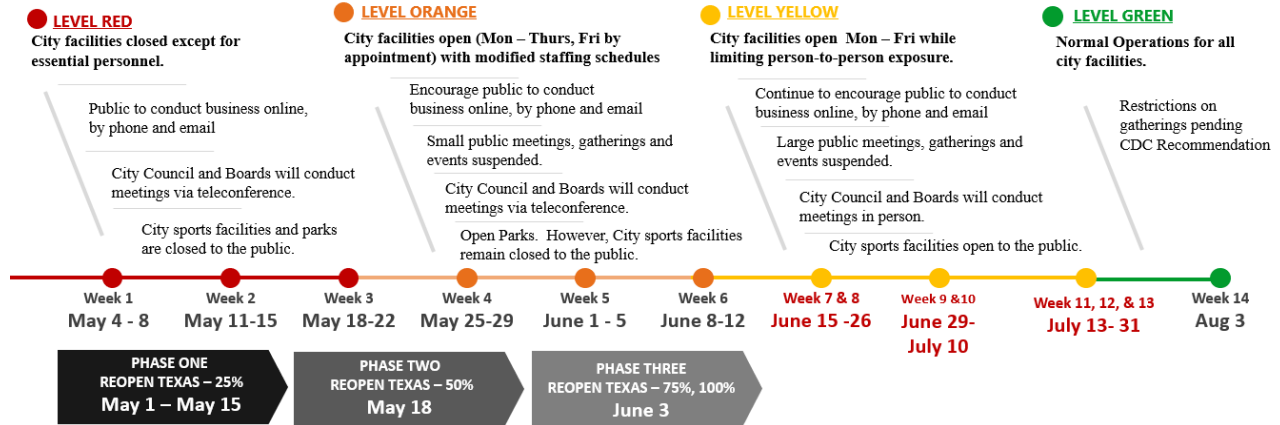 LEVEL RED
City facilities closed except for
essential personnel.
Public to conduct business online,
by phone and email
City Council and Boards will conduct
meetings via teleconference.
City sports facilities and parks
are closed to the public.
LEVEL ORANGE
City facilities open (Mon – Thurs, Fri by
appointment) with modified staffing schedules
Encourage public to conduct
business online, by phone and email
Small public meetings, gatherings and
events suspended.
City Council and Boards will conduct
meetings via teleconference.
Open Parks.  However, City sports facilities
remain closed to the public.
LEVEL YELLOW
City facilities open  Mon – Fri while
limiting person-to-person exposure.
Continue to encourage public to conduct
business online, by phone and email
Large public meetings, gatherings and
events suspended.
City Council and Boards will conduct
meetings in person.
City sports facilities open to the public.
LEVEL GREEN
Normal Operations for all
city facilities.
Restrictions on
gatherings pending
CDC Recommendation
Week 1
May 4 - 8
Week 2
May 11-15
Week 3
May 18-22
Week 4
May 25-29
Week 5
June 1 - 5
Week 6
June 8-12
Week 7 & 8
June 15 -26
Week 9 &10
June 29-
July 10
Week 11, 12, & 13
July 13- 31
Week 14
Aug 3
PHASE ONE
REOPEN TEXAS – 25%
May 1 – May 15
PHASE TWO
REOPEN TEXAS – 50%
May 18
PHASE THREE
REOPEN TEXAS – 75%, 100%
June 3